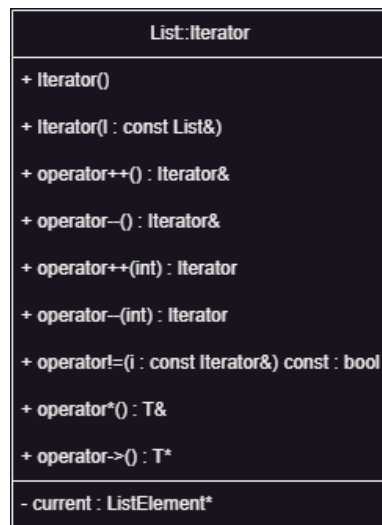 List::Iterator
+ Iterator()
+ Iterator(l : const List&)
+ operator++() : Iterator&
+ operator--() : Iterator&
+ operator++(int) : Iterator
+ operator--(int) : Iterator
+ operator!=(i : const Iterator&) const : bool
+ operator*() : T&
+ operator->() : T*
- current : ListElement*